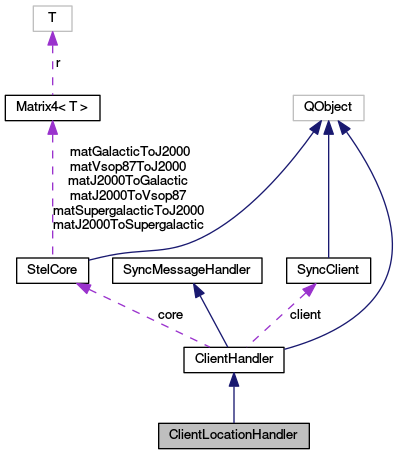 T
r
Matrix4< T >
QObject
matGalacticToJ2000
matVsop87ToJ2000
matJ2000ToGalactic
matJ2000ToVsop87
matSupergalacticToJ2000
matJ2000ToSupergalactic
StelCore
SyncMessageHandler
SyncClient
core
client
ClientHandler
ClientLocationHandler